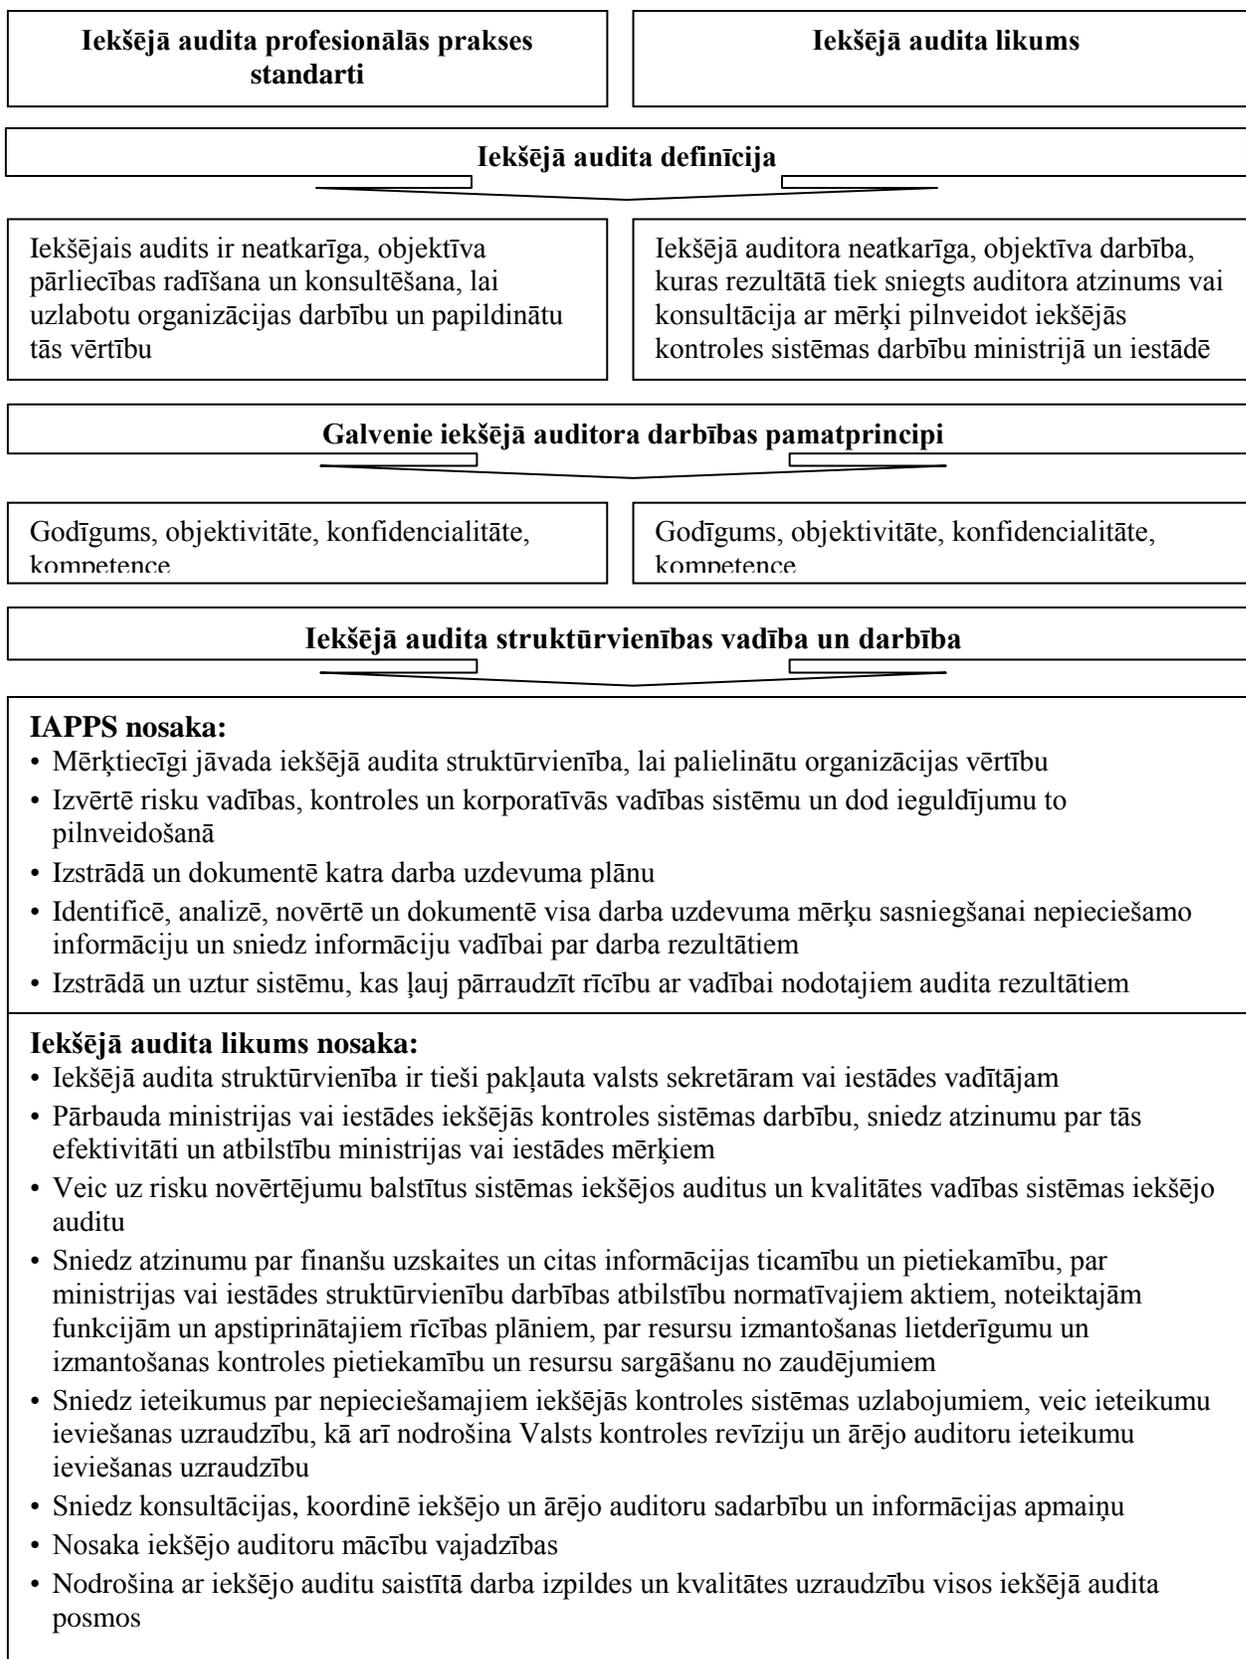 Iekšējā audita profesionālās prakses
standarti
Iekšējā audita likums
Iekšējā audita definīcija
Iekšējais audits ir neatkarīga, objektīva
pārliecības radīšana un konsultēšana, lai
uzlabotu organizācijas darbību un papildinātu
tās vērtību
Iekšējā auditora neatkarīga, objektīva darbība,
kuras rezultātā tiek sniegts auditora atzinums vai
konsultācija ar mērķi pilnveidot iekšējās
kontroles sistēmas darbību ministrijā un iestādē
Galvenie iekšējā auditora darbības pamatprincipi
Godīgums, objektivitāte, konfidencialitāte,
kompetence
Godīgums, objektivitāte, konfidencialitāte,
kompetence
Iekšējā audita struktūrvienības vadība un darbība
IAPPS nosaka:
• Mērķtiecīgi jāvada iekšējā audita struktūrvienība, lai palielinātu organizācijas vērtību
• Izvērtē risku vadības, kontroles un korporatīvās vadības sistēmu un dod ieguldījumu to
pilnveidošanā
• Izstrādā un dokumentē katra darba uzdevuma plānu
• Identificē, analizē, novērtē un dokumentē visa darba uzdevuma mērķu sasniegšanai nepieciešamo
informāciju un sniedz informāciju vadībai par darba rezultātiem
• Izstrādā un uztur sistēmu, kas ļauj pārraudzīt rīcību ar vadībai nodotajiem audita rezultātiem
Iekšējā audita likums nosaka:
• Iekšējā audita struktūrvienība ir tieši pakļauta valsts sekretāram vai iestādes vadītājam
• Pārbauda ministrijas vai iestādes iekšējās kontroles sistēmas darbību, sniedz atzinumu par tās
efektivitāti un atbilstību ministrijas vai iestādes mērķiem
• Veic uz risku novērtējumu balstītus sistēmas iekšējos auditus un kvalitātes vadības sistēmas iekšējo
auditu
• Sniedz atzinumu par finanšu uzskaites un citas informācijas ticamību un pietiekamību, par
ministrijas vai iestādes struktūrvienību darbības atbilstību normatīvajiem aktiem, noteiktajām
funkcijām un apstiprinātajiem rīcības plāniem, par resursu izmantošanas lietderīgumu un
izmantošanas kontroles pietiekamību un resursu sargāšanu no zaudējumiem
• Sniedz ieteikumus par nepieciešamajiem iekšējās kontroles sistēmas uzlabojumiem, veic ieteikumu
ieviešanas uzraudzību, kā arī nodrošina Valsts kontroles revīziju un ārējo auditoru ieteikumu
ieviešanas uzraudzību
• Sniedz konsultācijas, koordinē iekšējo un ārējo auditoru sadarbību un informācijas apmaiņu
• Nosaka iekšējo auditoru mācību vajadzības
• Nodrošina ar iekšējo auditu saistītā darba izpildes un kvalitātes uzraudzību visos iekšējā audita
posmos